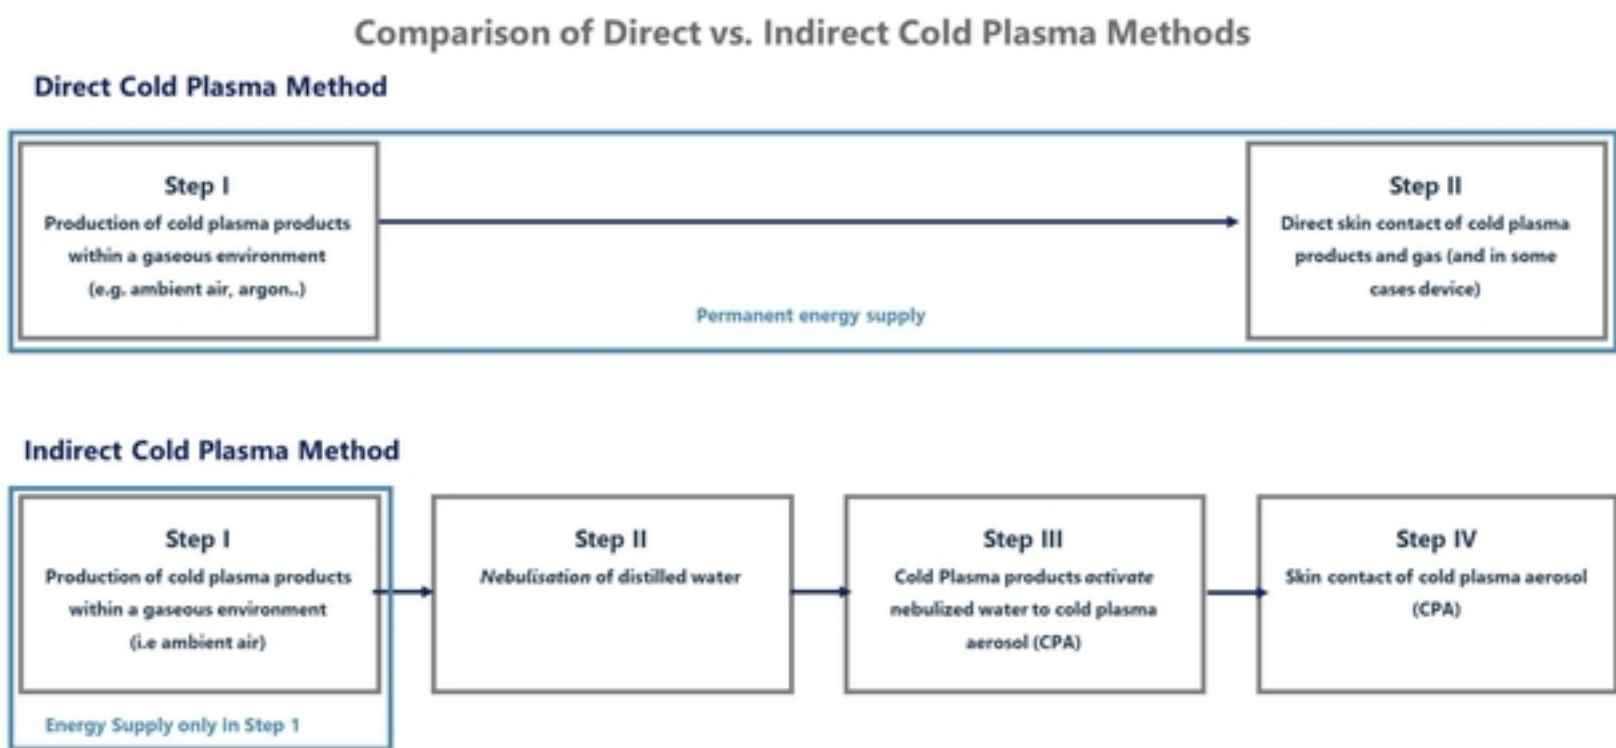 Comparison of Direct vs. Indirect Cold Plasma Methods
Direct Cold Plasma Method
Step I
Production of cold plasma products
within a gaseous environment
(e.g. ambient air, argon..)
Permanent energy supply
Step II
Direct skin contact of cold plasma
products and gas (and in some
cases device)
Indirect Cold Plasma Method
Step I
Production of cold plasma products
within a gaseous environment
(i.e ambient air)
Energy Supply only in Step 1
Step II
Nebulisation of distilled water
Step III
Cold Plasma products activate
nebulized water to cold plasma
aerosol (CPA)
Step IV
Skin contact of cold plasma aerosol
(CPA)